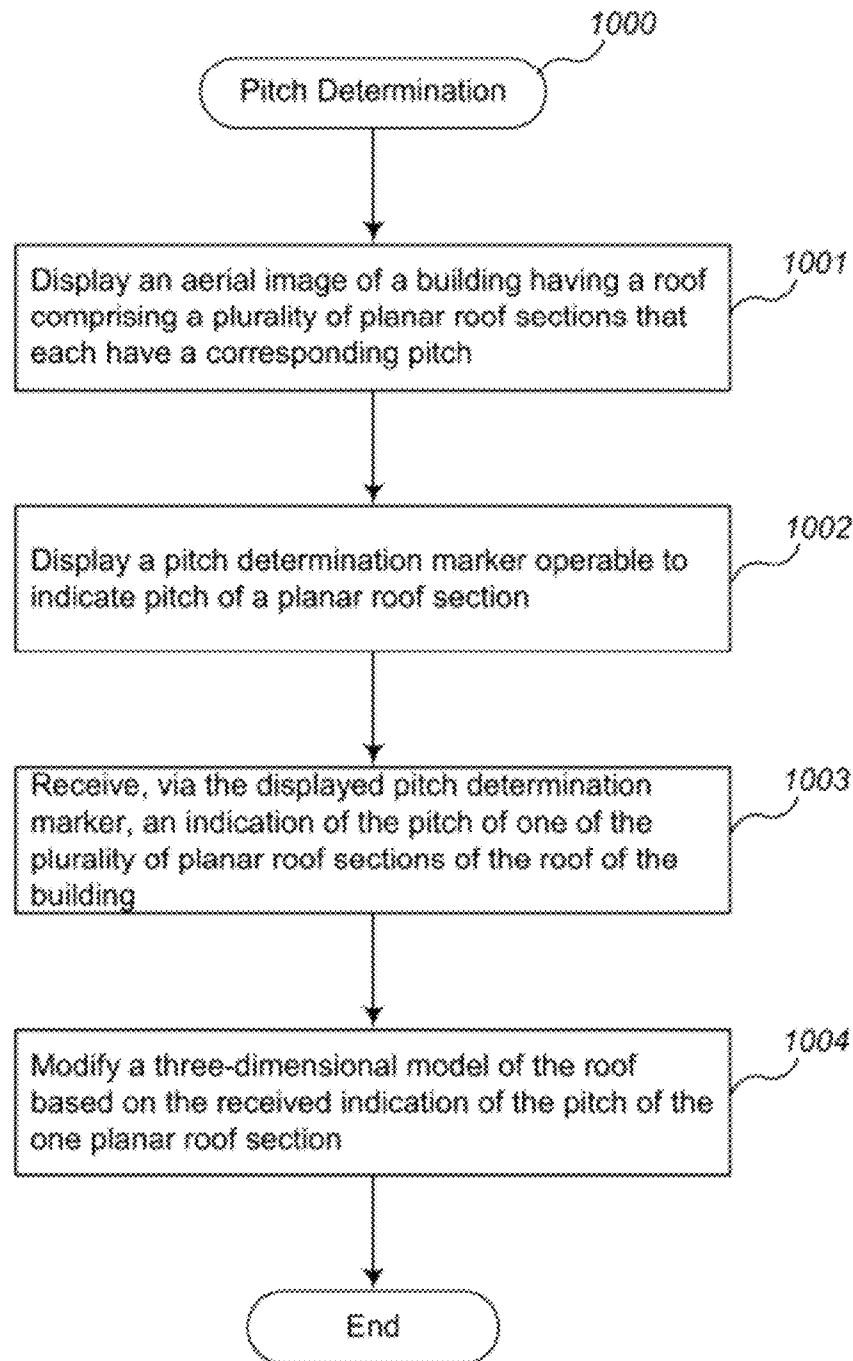 1000
Pitch Determination
1001
Display an aerial image of a building having a roof
comprising a plurality of planar roof sections that
each have a corresponding pitch
1002
Display a pitch determination marker operable to
indicate pitch of a planar roof section
1003
Receive, via the displayed pitch determination
marker, an indication of the pitch of one of the
plurality of planar roof sections of the roof of the
building
1004
Modify a three-dimensional model of the roof
based on the received indication of the pitch of the
one planar roof section
End